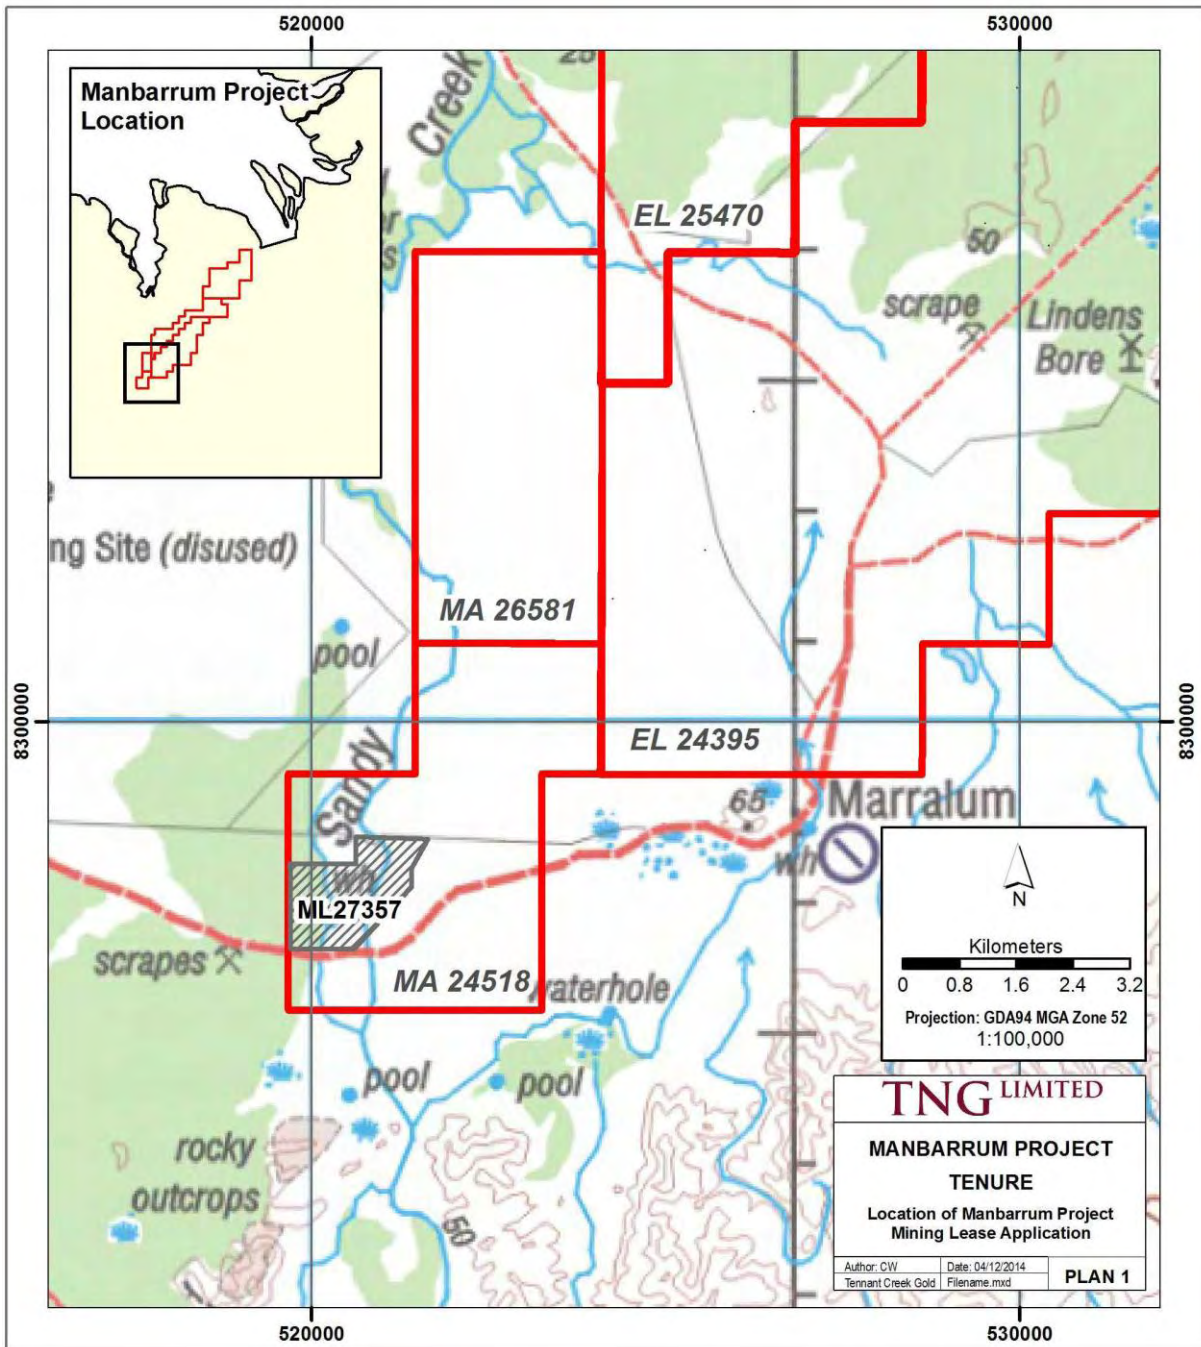 520000
530000
Manbarrum Project
Location
Creek
25
EL 25470
50
scrape
Lindens
Bore
ng Site (disused)
MA 26581
pool
8300000
8300000
EL 24395
Sandy
65
Marralum
wh
wh
ML27357
scrapes
MA 24518
waterhole
pool
pool
rocky
outcrops
50
N
Kilometers
0 0.8 1.6 2.4 3.2
Projection: GDA94 MGA Zone 52
1:100,000
TNG LIMITED
MANBARRUM PROJECT
TENURE
Location of Manbarrum Project
Mining Lease Application
Author: CW
Date: 04/12/2014
Tennant Creek Gold
Filename.mxd
PLAN 1
520000
530000